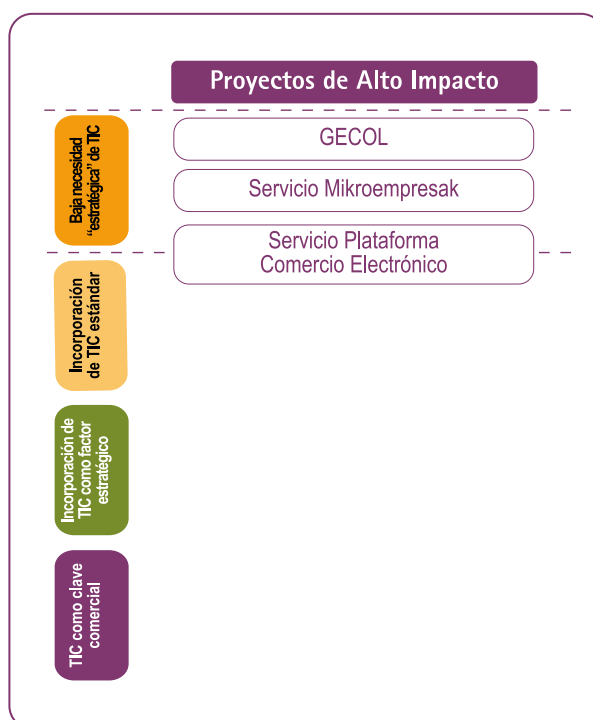 Proyectos de Alto Impacto
Baja necesidad
“estratégica” de TIC
GECOL
Servicio Mikroempresak
Servicio Plataforma
Comercio Electrónico
Incorporación
de TIC estándar
Incorporación de
TIC como factor
estratégico
TIC como clave
comercial